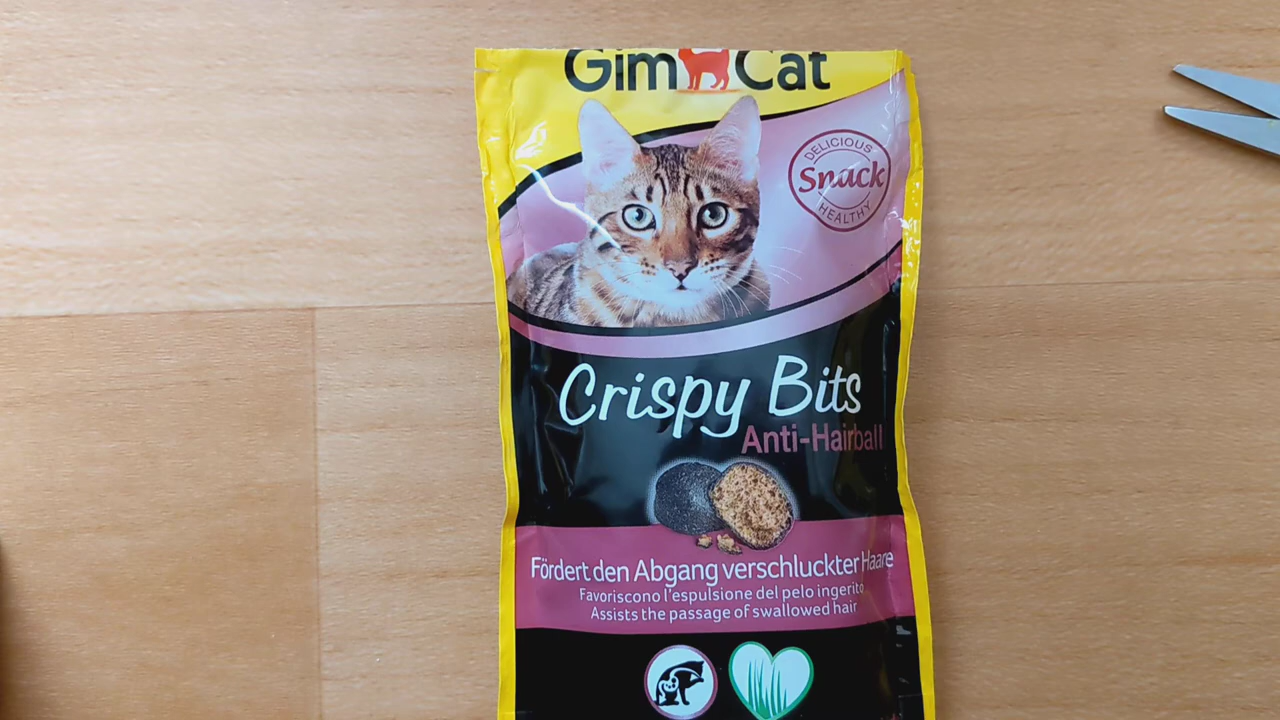 GimCat
DELICIOUS
Snack
HEALTHY
Crispy Bits
Anti-Hairball
Fördert den Abgang verschluckter Haare
Favoriscono l'espulsione del pelo ingerito
Assists the passage of swallowed hair